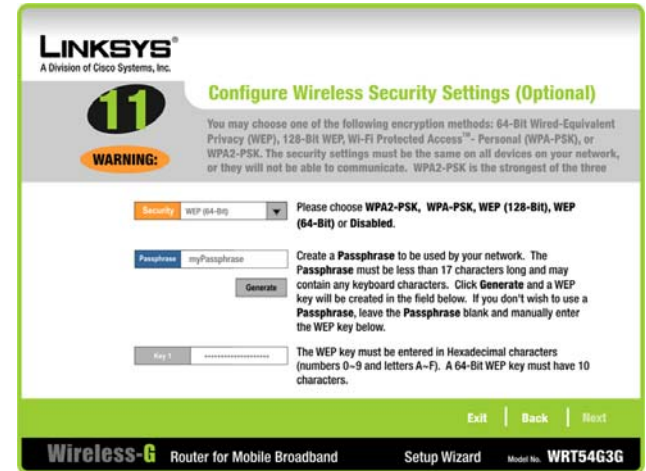 LINKSYS®
A Division of Cisco Systems, Inc.
11
Configure Wireless Security Settings (Optional)
WARNING:
You may choose one of the following encryption methods: 64-Bit Wired-Equivalent
Privacy (WEP), 128-Bit WEP, Wi-Fi Protected Access™- Personal (WPA-PSK), or
WPA2-PSK. The security settings must be the same on all devices on your network,
or they will not be able to communicate. WPA2-PSK is the strongest of the three
Security WEP (64-Bit)
Please choose WPA2-PSK, WPA-PSK, WEP (128-Bit), WEP
(64-Bit) or Disabled.
Passphrase myPassphrase
Generate
Create a Passphrase to be used by your network. The
Passphrase must be less than 17 characters long and may
contain any keyboard characters. Click Generate and a WEP
key will be created in the field below. If you don't wish to use a
Passphrase, leave the Passphrase blank and manually enter
the WEP key below.
Key 1 ********************
The WEP key must be entered in Hexadecimal characters
(numbers 0~9 and letters A~F). A 64-Bit WEP key must have 10
characters.
Exit | Back | Next
Wireless-G Router for Mobile Broadband Setup Wizard Model No. WRT54G3G